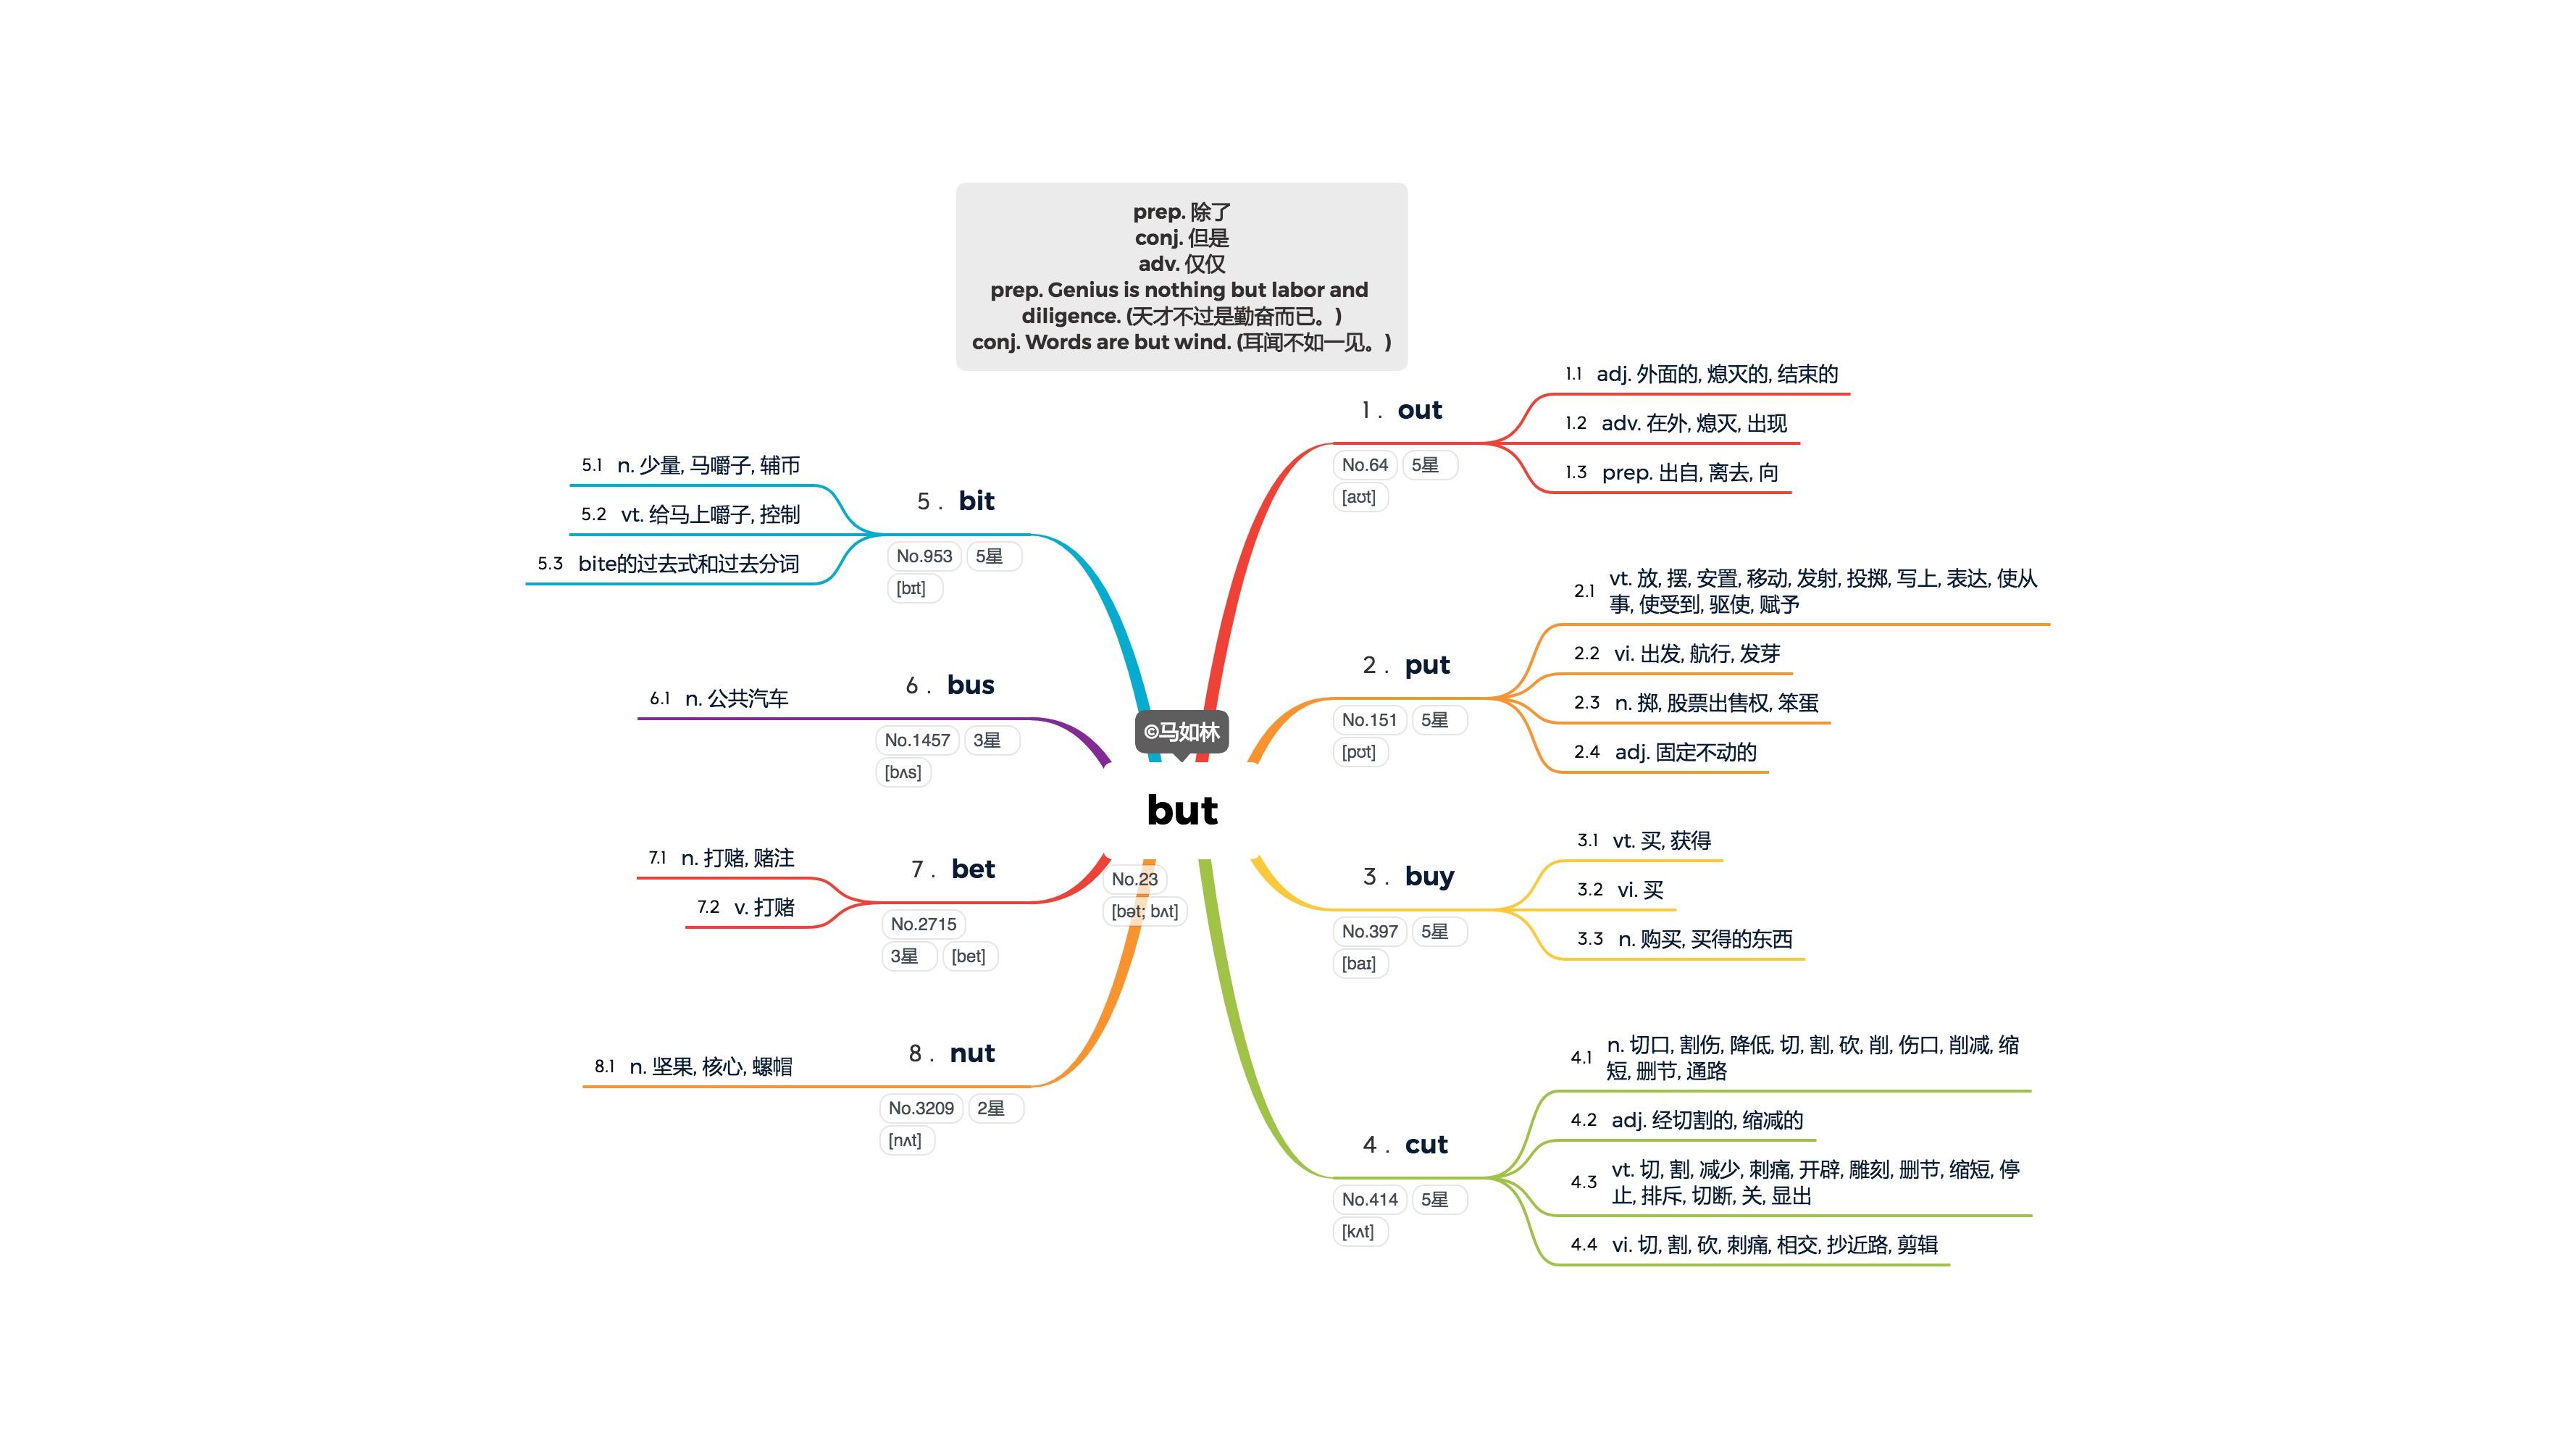 prep. 除了
conj. 但是
adv. 仅仅
prep. Genius is nothing but labor and
diligence. (天才不过是勤奋而已。)
conj. Words are but wind. (耳闻不如一见。)
©马如林
but
No.23
[bət; bʌt]
1. out
No.64 5星
[aʊt]
1.1 adj. 外面的, 熄灭的, 结束的
1.2 adv. 在外, 熄灭, 出现
1.3 prep. 出自, 离去, 向
2. put
No.151 5星
[pʊt]
2.1 vt. 放, 摆, 安置, 移动, 发射, 投掷, 写上, 表达, 使从
事, 使受到, 驱使, 赋予
2.2 vi. 出发, 航行, 发芽
2.3 n. 掷, 股票出售权, 笨蛋
2.4 adj. 固定不动的
3. buy
No.397 5星
[baɪ]
3.1 vt. 买, 获得
3.2 vi. 买
3.3 n. 购买, 买得的东西
4. cut
No.414 5星
[kʌt]
4.1 n. 切口, 割伤, 降低, 切, 割, 砍, 削, 伤口, 削减, 缩
短, 删节, 通路
4.2 adj. 经切割的, 缩减的
4.3 vt. 切, 割, 减少, 刺痛, 开辟, 雕刻, 删节, 缩短, 停
止, 排斥, 切断, 关, 显出
4.4 vi. 切, 割, 砍, 刺痛, 相交, 抄近路, 剪辑
5. bit
No.953 5星
[bɪt]
5.1 n. 少量, 马嚼子, 辅币
5.2 vt. 给马上嚼子, 控制
5.3 bite的过去式和过去分词
6. bus
No.1457 3星
[bʌs]
6.1 n. 公共汽车
7. bet
No.2715
3星 [bet]
7.1 n. 打赌, 赌注
7.2 v. 打赌
8. nut
No.3209 2星
[nʌt]
8.1 n. 坚果, 核心, 螺帽